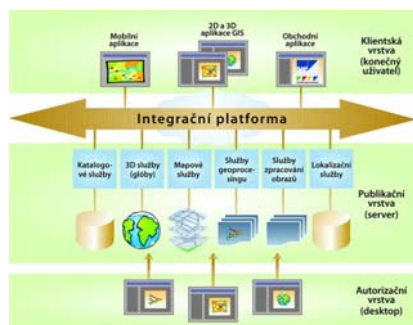 Mobilní
aplikace
2D a 3D
aplikace GIS
Obchodní
aplikace
Klientská
vrstva
(konečný
uživatel)
Integrační platforma
Katalogo-
vé služby
3D služby
(glóby)
Mapové
služby
Služby
geoproce-
singu
Služby
zpracování
obrazů
Lokalizační
služby
Publikační
vrstva
(server)
Autorizační
vrstva
(desktop)